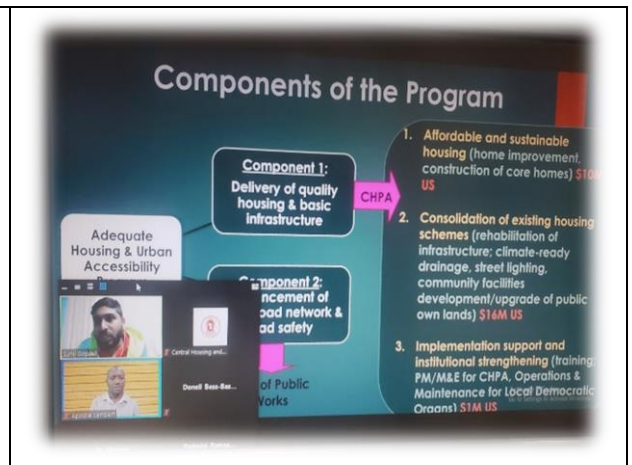 Components of the Program
Component 1:
Delivery of quality
housing & basic
infrastructure
CHPA
Adequate
Housing & Urban
Accessibility
Component 2:
road network &
safety
of Public
Works
1. Affordable and sustainable
housing (home improvement,
construction of core homes)
US
2. Consolidation of existing housing
schemes (rehabilitation of
infrastructure; climate-ready
drainage, street lighting,
community facilities
development/upgrade of public
own lands) $16M US
3. Implementation support and
institutional strengthening (training
PM/M&E for CHPA, Operations &
Maintenance for Local Democratic
Organs) $1M US
Central Housing and...
Donell Bess-Bas...